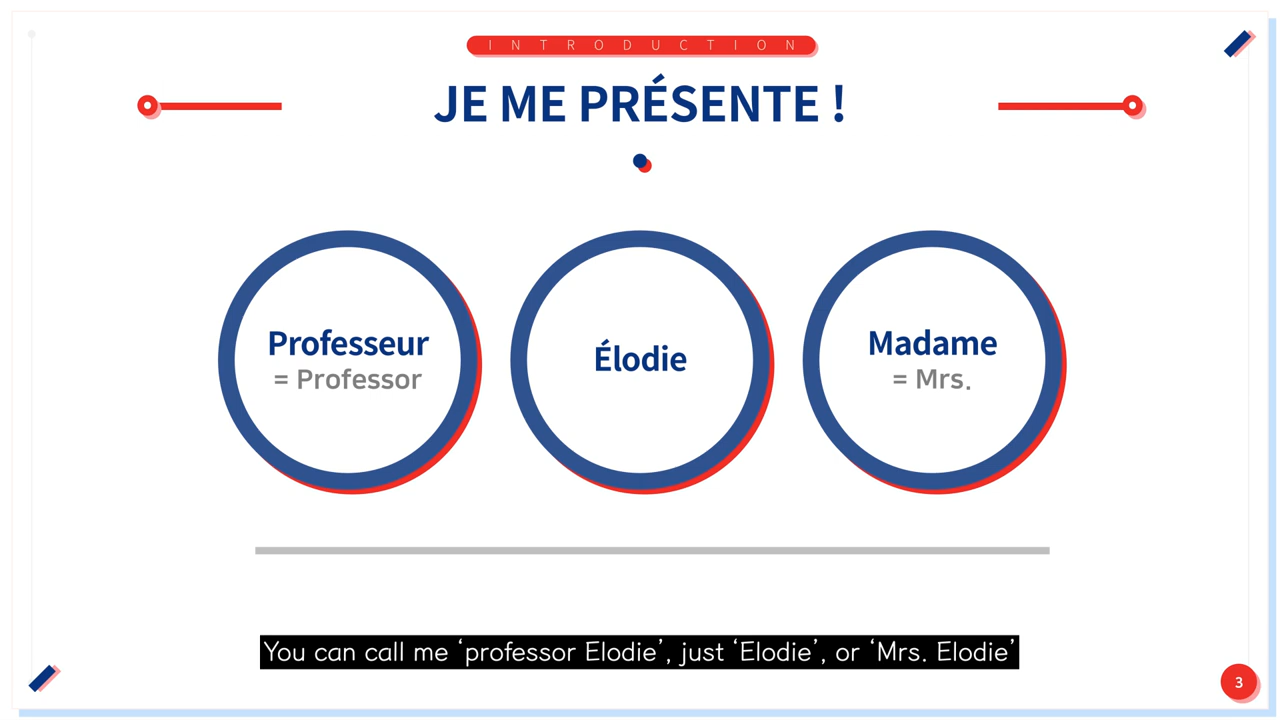 INTRODUCTION
JE ME PRÉSENTE !
Professeur
= Professor
Élodie
Madame
= Mrs.
You can call me ‘professor Elodie’, just ‘Elodie’, or ‘Mrs. Elodie’
3